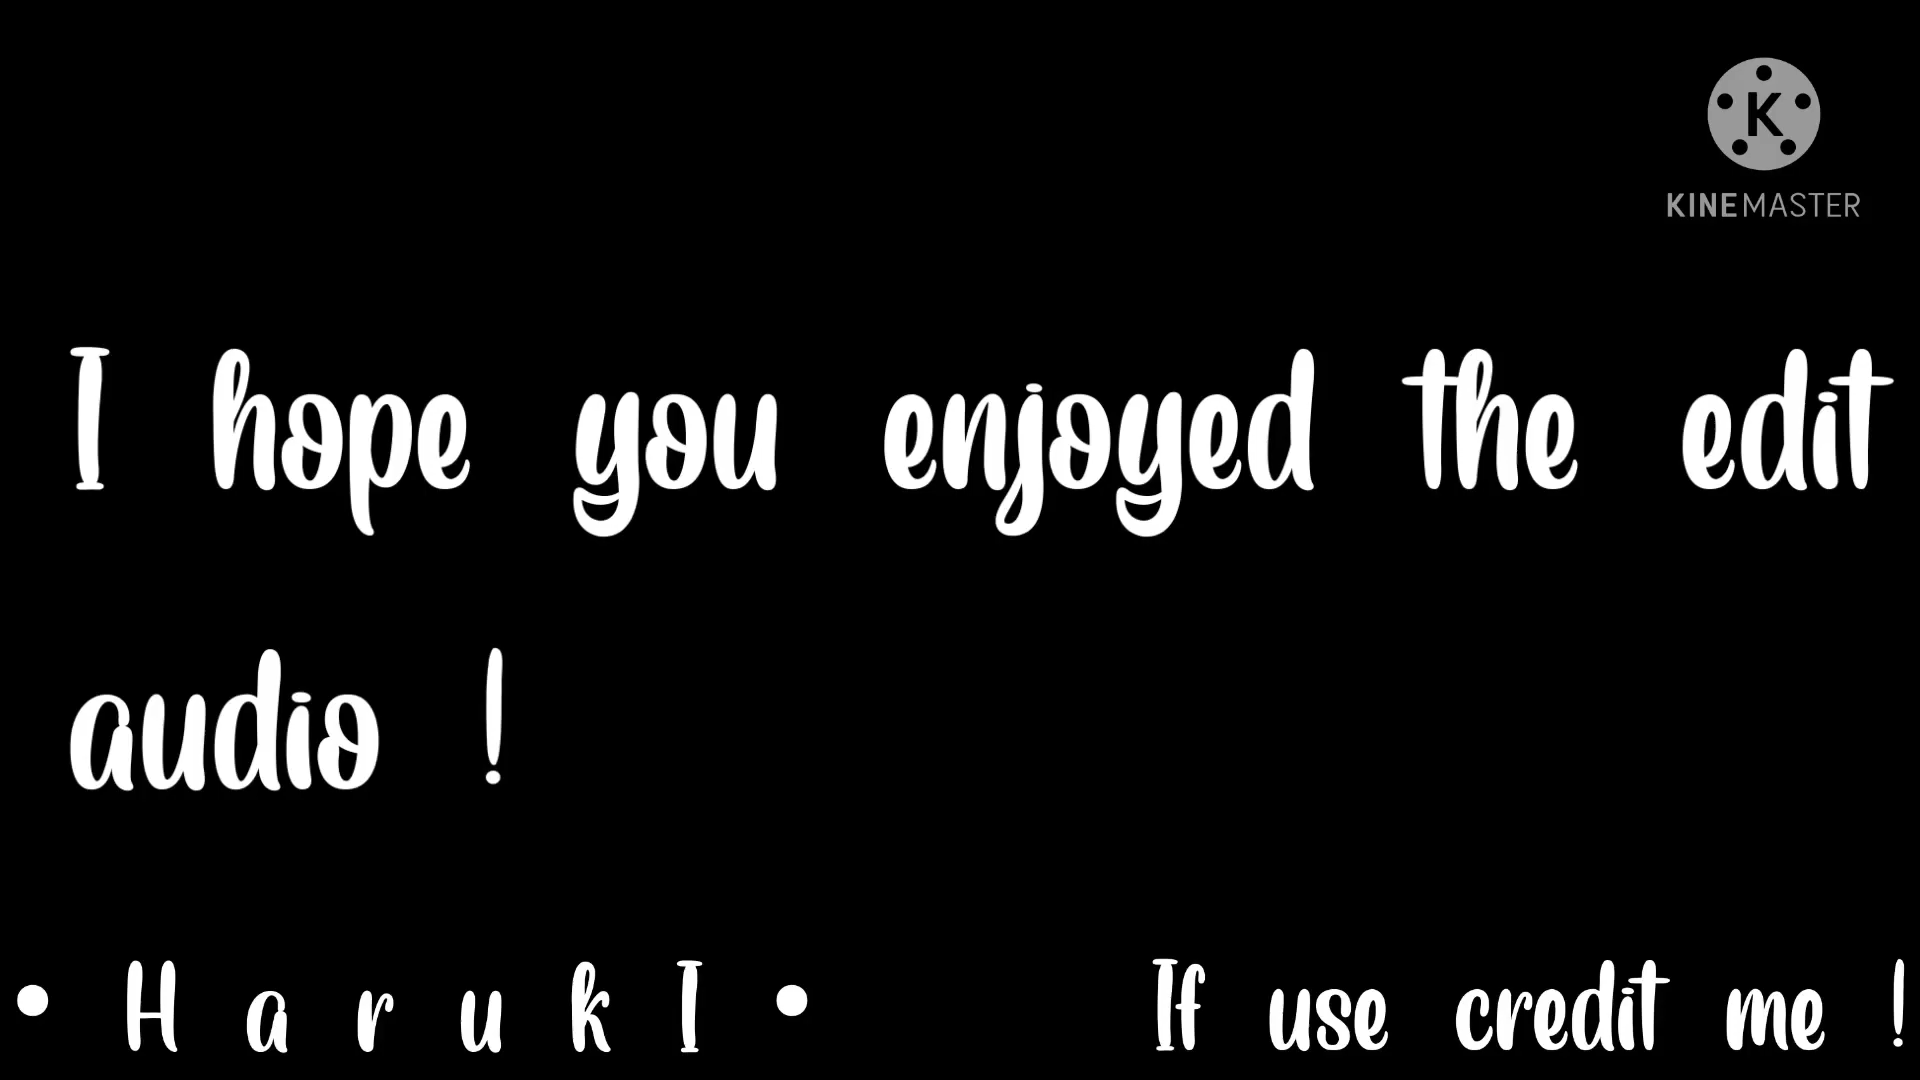 KINEMASTER
I hope you enjoyed the edit
audio !
• H a r u k I •
If use credit me !